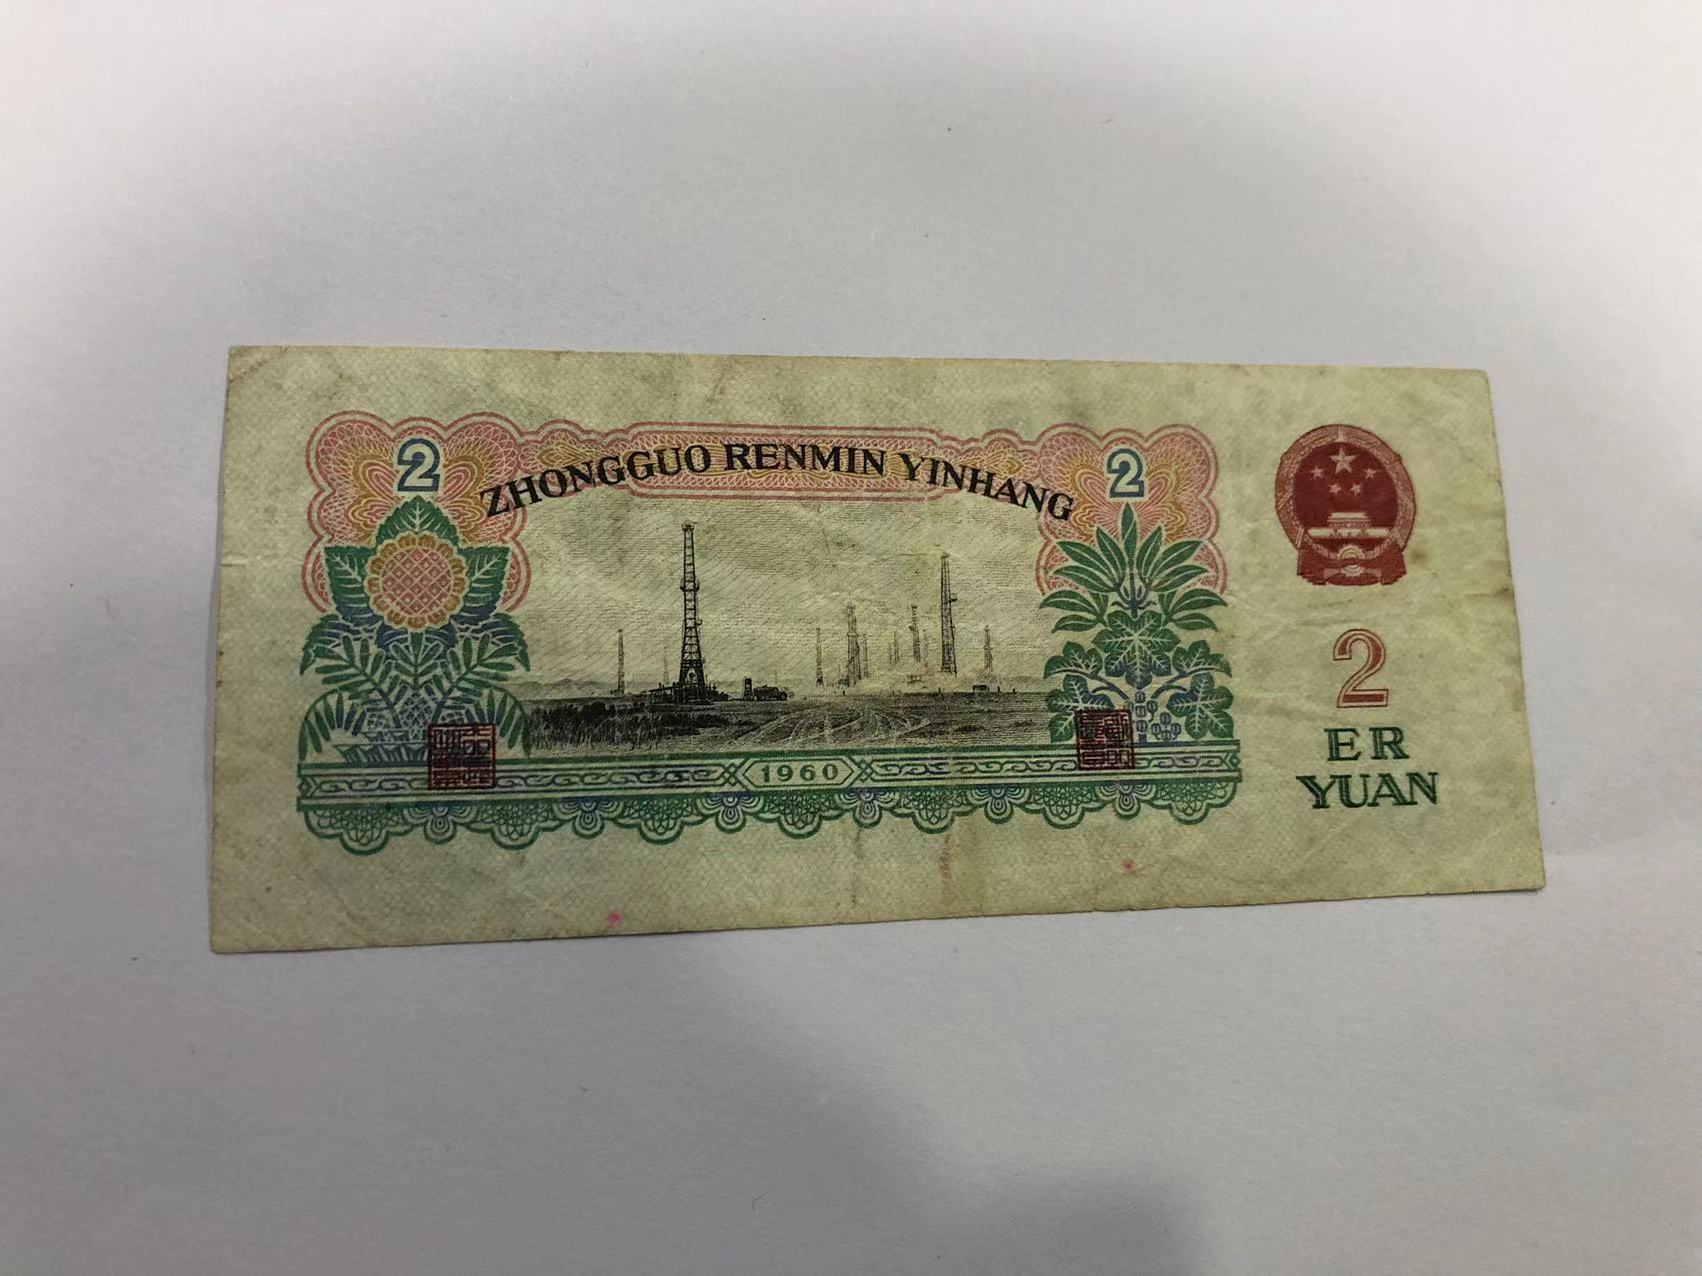 2
ZHONGGUO RENMIN YINHANG
2
2
ER
YUAN
1960